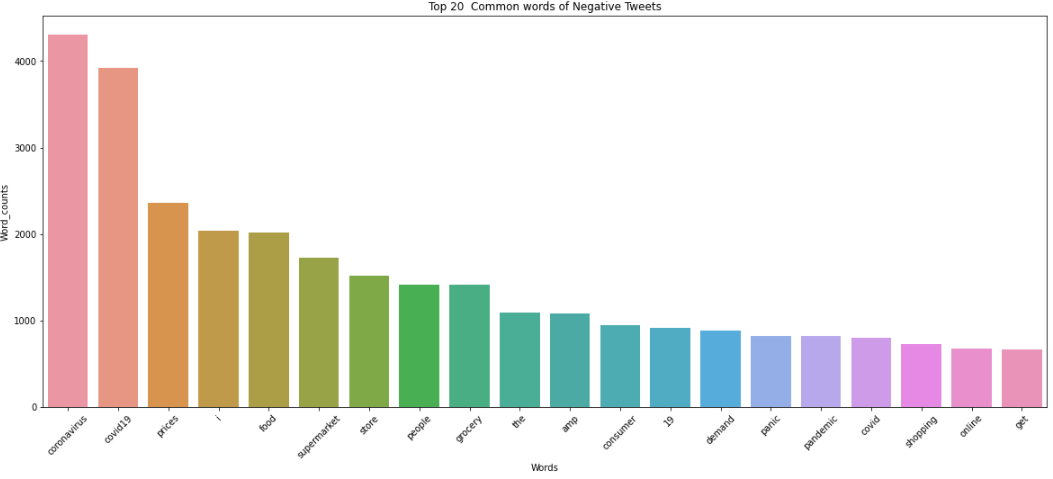 Top 20 Common words of Negative Tweets
Word_counts
4000
3000
2000
1000
0
coronavirus
covid19
prices
i
food
supermarket
store
people
grocery
the
amp
consumer
19
demand
panic
pandemic
covid
shopping
online
get
Words